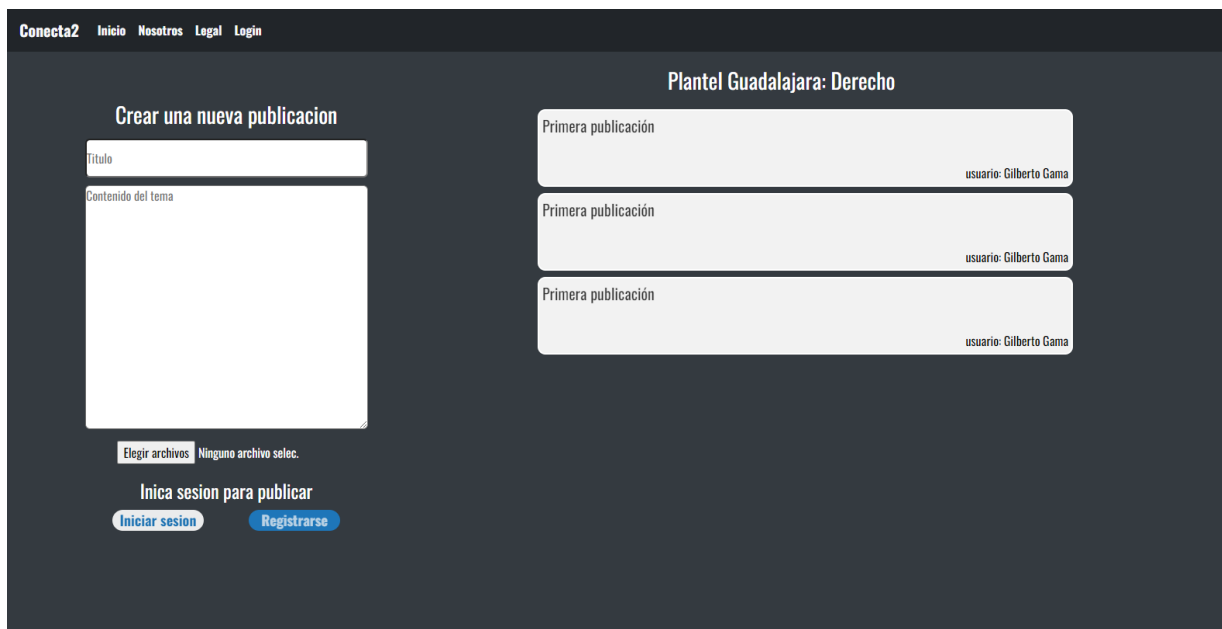 Conecta2 Inicio Nosotros Legal Login
Crear una nueva publicacion
Titulo
Contenido del tema
Elegir archivos Ninguno archivo selec.
Inica sesion para publicar
Iniciar sesion Registrarse
Plantel Guadalajara: Derecho
Primera publicación
usuario: Gilberto Gama
Primera publicación
usuario: Gilberto Gama
Primera publicación
usuario: Gilberto Gama